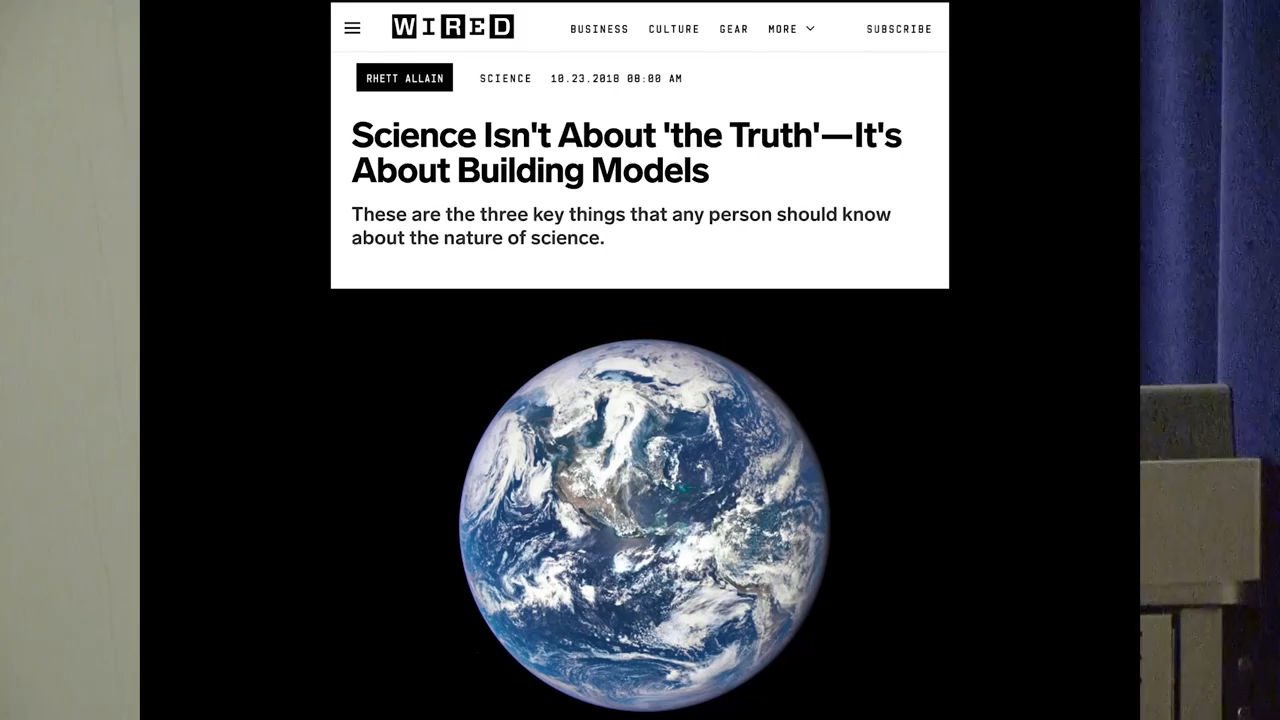 WIRED BUSINESS CULTURE GEAR MORE SUBSCRIBE
RHETT ALLAIN SCIENCE 10.23.2018 08:00 AM
Science Isn't About 'the Truth'—It's
About Building Models
These are the three key things that any person should know
about the nature of science.